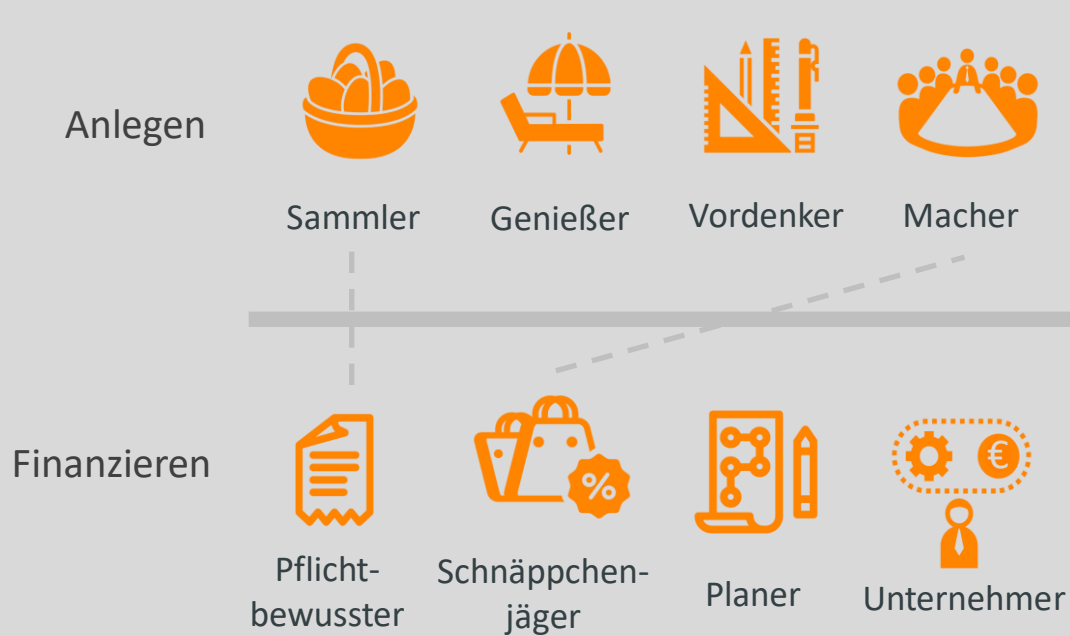 Anlegen
Sammler
Genießer
Vordenker
Macher
Finanzieren
%
€
Pflicht-
bewusster
Schnäppchen-
jäger
Planer
Unternehmer